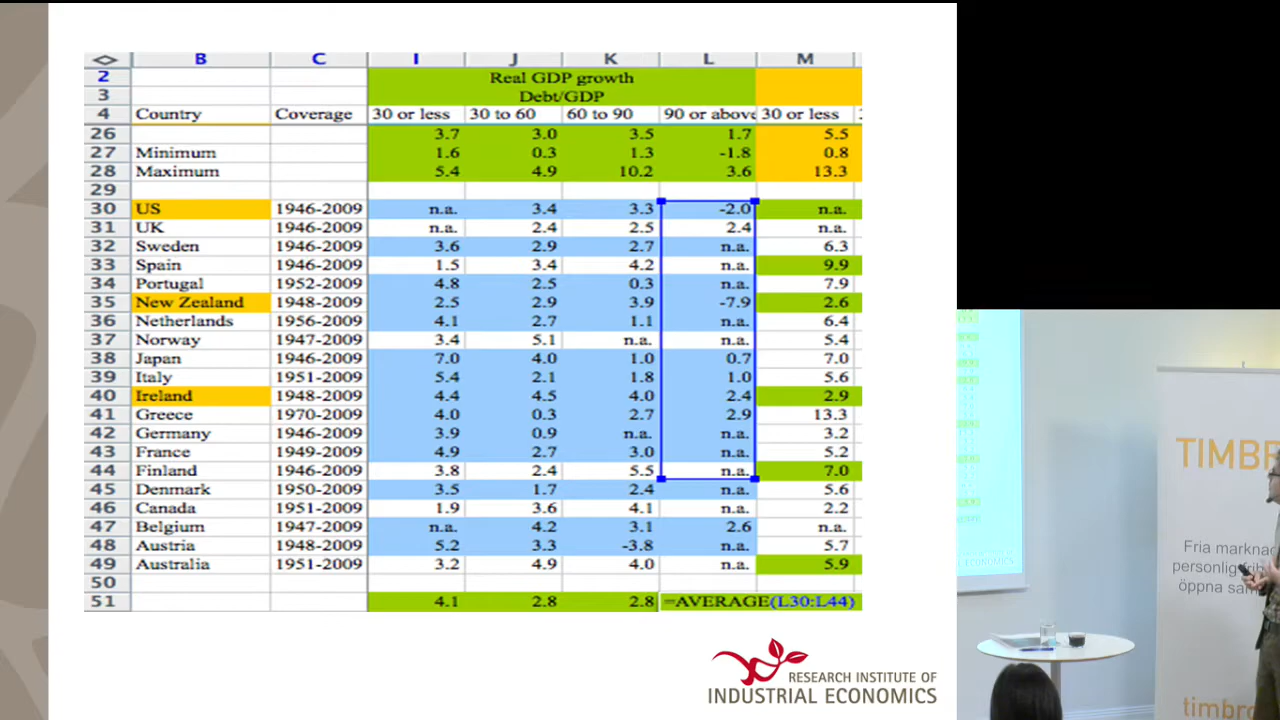 B C I J K L M
2 Real GDP growth
3 Debt/GDP
4 Country Coverage 30 or less 30 to 60 60 to 90 90 or above 30 or less
26 3.7 3.0 3.5 1.7 5.5
27 Minimum 1.6 0.3 1.3 -1.8 0.8
28 Maximum 5.4 4.9 10.2 3.6 13.3
29
30 US 1946-2009 n.a. 3.4 3.3 -2.0 n.a.
31 UK 1946-2009 n.a. 2.4 2.5 2.4 n.a.
32 Sweden 1946-2009 3.6 2.9 2.7 n.a. 6.3
33 Spain 1946-2009 1.5 3.4 4.2 n.a. 9.9
34 Portugal 1952-2009 4.8 2.5 0.3 n.a. 7.9
35 New Zealand 1948-2009 2.5 2.9 3.9 -7.9 2.6
36 Netherlands 1956-2009 4.1 2.7 1.1 n.a. 6.4
37 Norway 1947-2009 3.4 5.1 n.a. n.a. 5.4
38 Japan 1946-2009 7.0 4.0 1.0 0.7 7.0
39 Italy 1951-2009 5.4 2.1 1.8 1.0 5.6
40 Ireland 1948-2009 4.4 4.5 4.0 2.4 2.9
41 Greece 1970-2009 4.0 0.3 2.7 2.9 13.3
42 Germany 1946-2009 3.9 0.9 n.a. n.a. 3.2
43 France 1949-2009 4.9 2.7 3.0 n.a. 5.2
44 Finland 1946-2009 3.8 2.4 5.5 n.a. 7.0
45 Denmark 1950-2009 3.5 1.7 2.4 n.a. 5.6
46 Canada 1951-2009 1.9 3.6 4.1 n.a. 2.2
47 Belgium 1947-2009 n.a. 4.2 3.1 2.6 n.a.
48 Austria 1948-2009 5.2 3.3 -3.8 n.a. 5.7
49 Australia 1951-2009 3.2 4.9 4.0 n.a. 5.9
50
51 4.1 2.8 2.8 =AVERAGE(L30:L44)
RESEARCH INSTITUTE OF
INDUSTRIAL ECONOMICS
TIMBR
Fria marknad
personlig frih
öppna sam
timbro